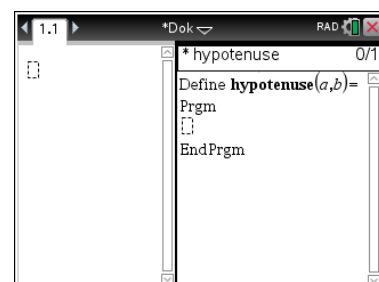 1.1 *Dok RAD
* hypotenuse 0/1
Define hypotenuse(a,b)=
Prgm
EndPrgm